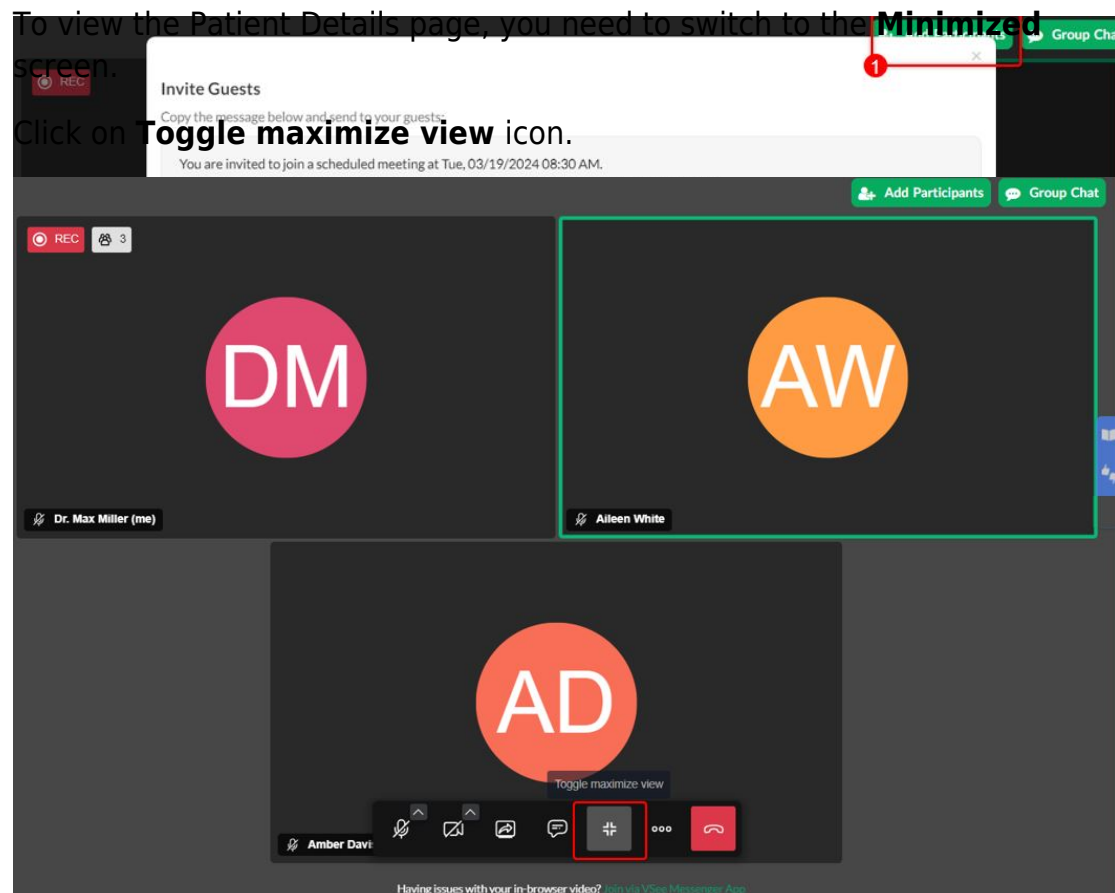 To view the Patient Details page, you need to switch to the Minimized
screen.
Group Cha
1
REC
Invite Guests
Copy the message below and send to your guests:
Click on Toggle maximize view icon.
You are invited to join a scheduled meeting at Tue, 03/19/2024 08:30 AM.
Add Participants
Group Chat
REC
3
DM
AW
Dr. Max Miller (me)
Aileen White
AD
Toggle maximize view
Amber Davi
Having issues with your in-browser video? Join via VSee Messenger App